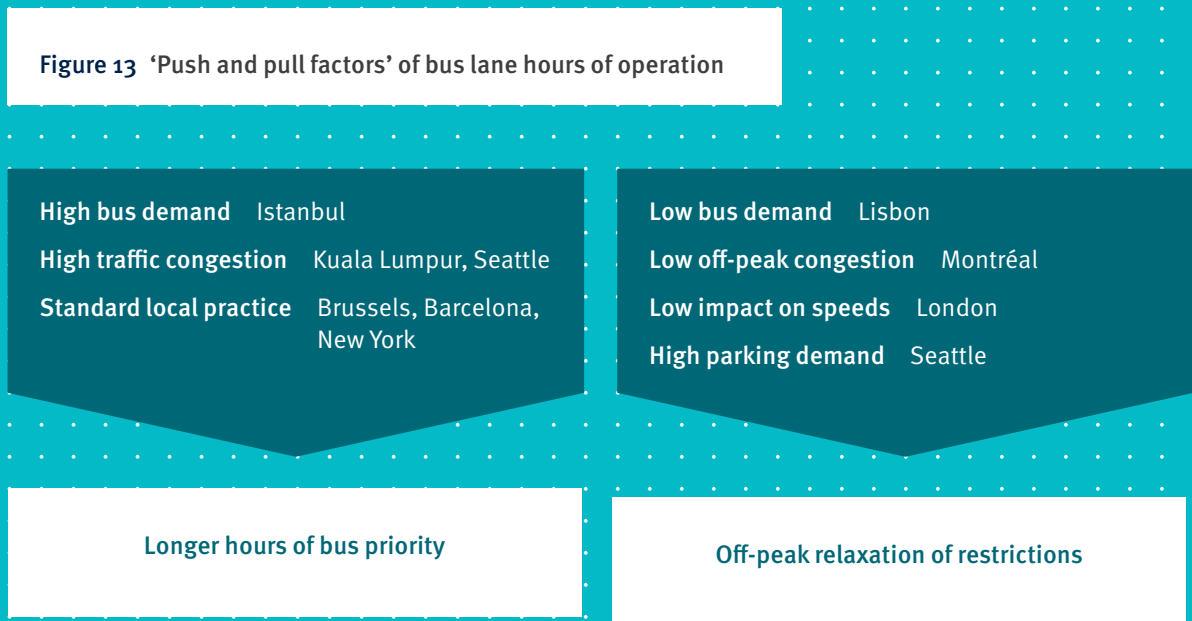 Figure 13 ‘Push and pull factors’ of bus lane hours of operation
High bus demand Istanbul
High traffic congestion Kuala Lumpur, Seattle
Standard local practice Brussels, Barcelona,
New York
Longer hours of bus priority
Low bus demand Lisbon
Low off-peak congestion Montréal
Low impact on speeds London
High parking demand Seattle
Off-peak relaxation of restrictions